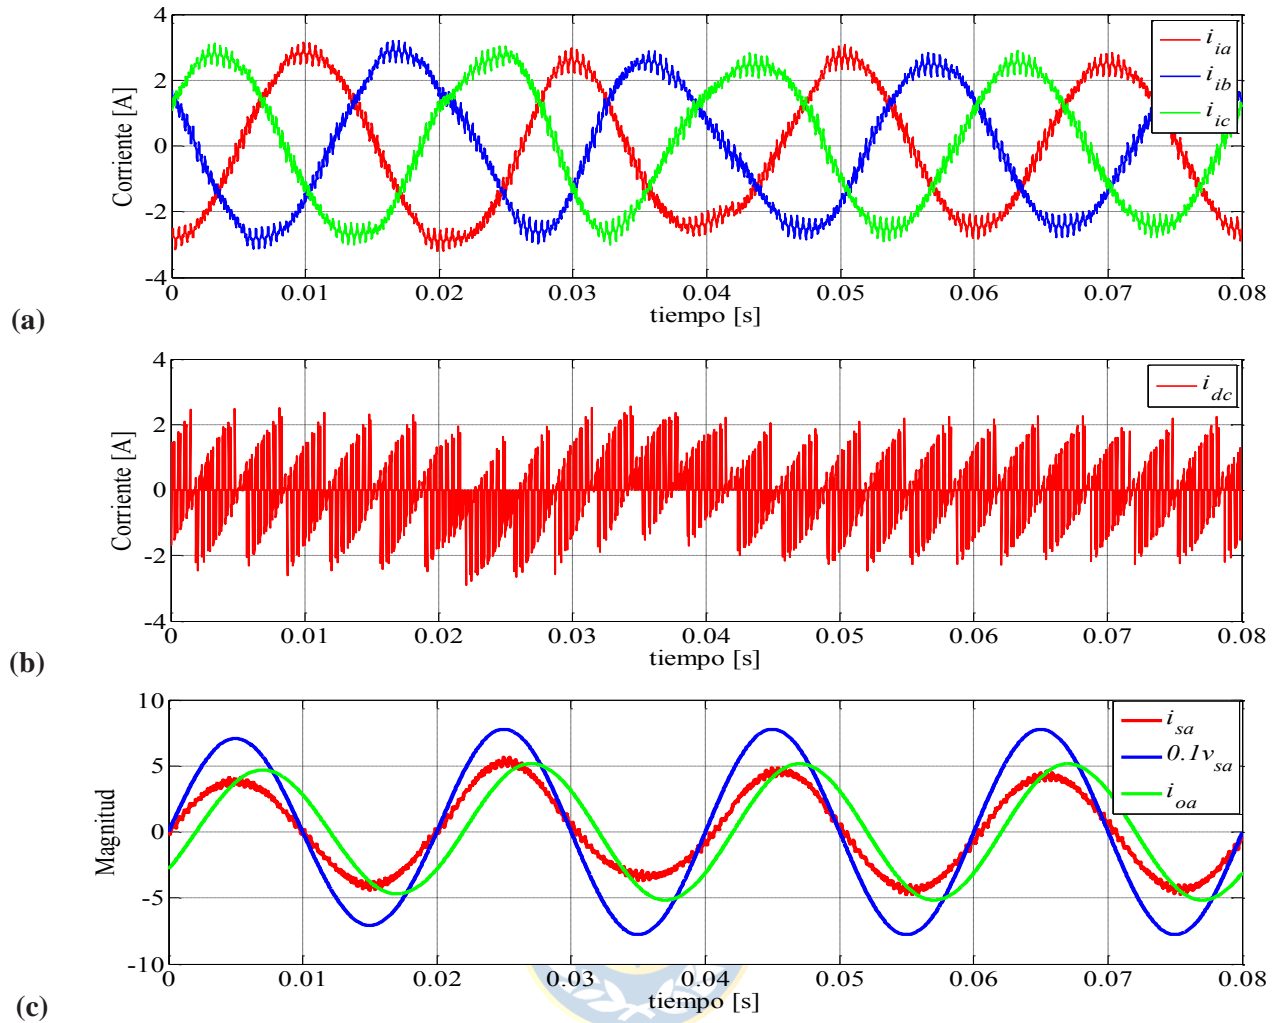 4
2
0
-2
-4
Corriente [A]
i_ia
i_ib
i_ic
0 0.01 0.02 0.03 0.04 0.05 0.06 0.07 0.08
tiempo [s]
(a)
4
2
0
-2
-4
Corriente [A]
i_dc
0 0.01 0.02 0.03 0.04 0.05 0.06 0.07 0.08
tiempo [s]
(b)
10
5
0
-5
-10
Magnitud
i_sa
0.1v_sa
i_oa
0 0.01 0.02 0.03 0.04 0.05 0.06 0.07 0.08
tiempo [s]
(c)